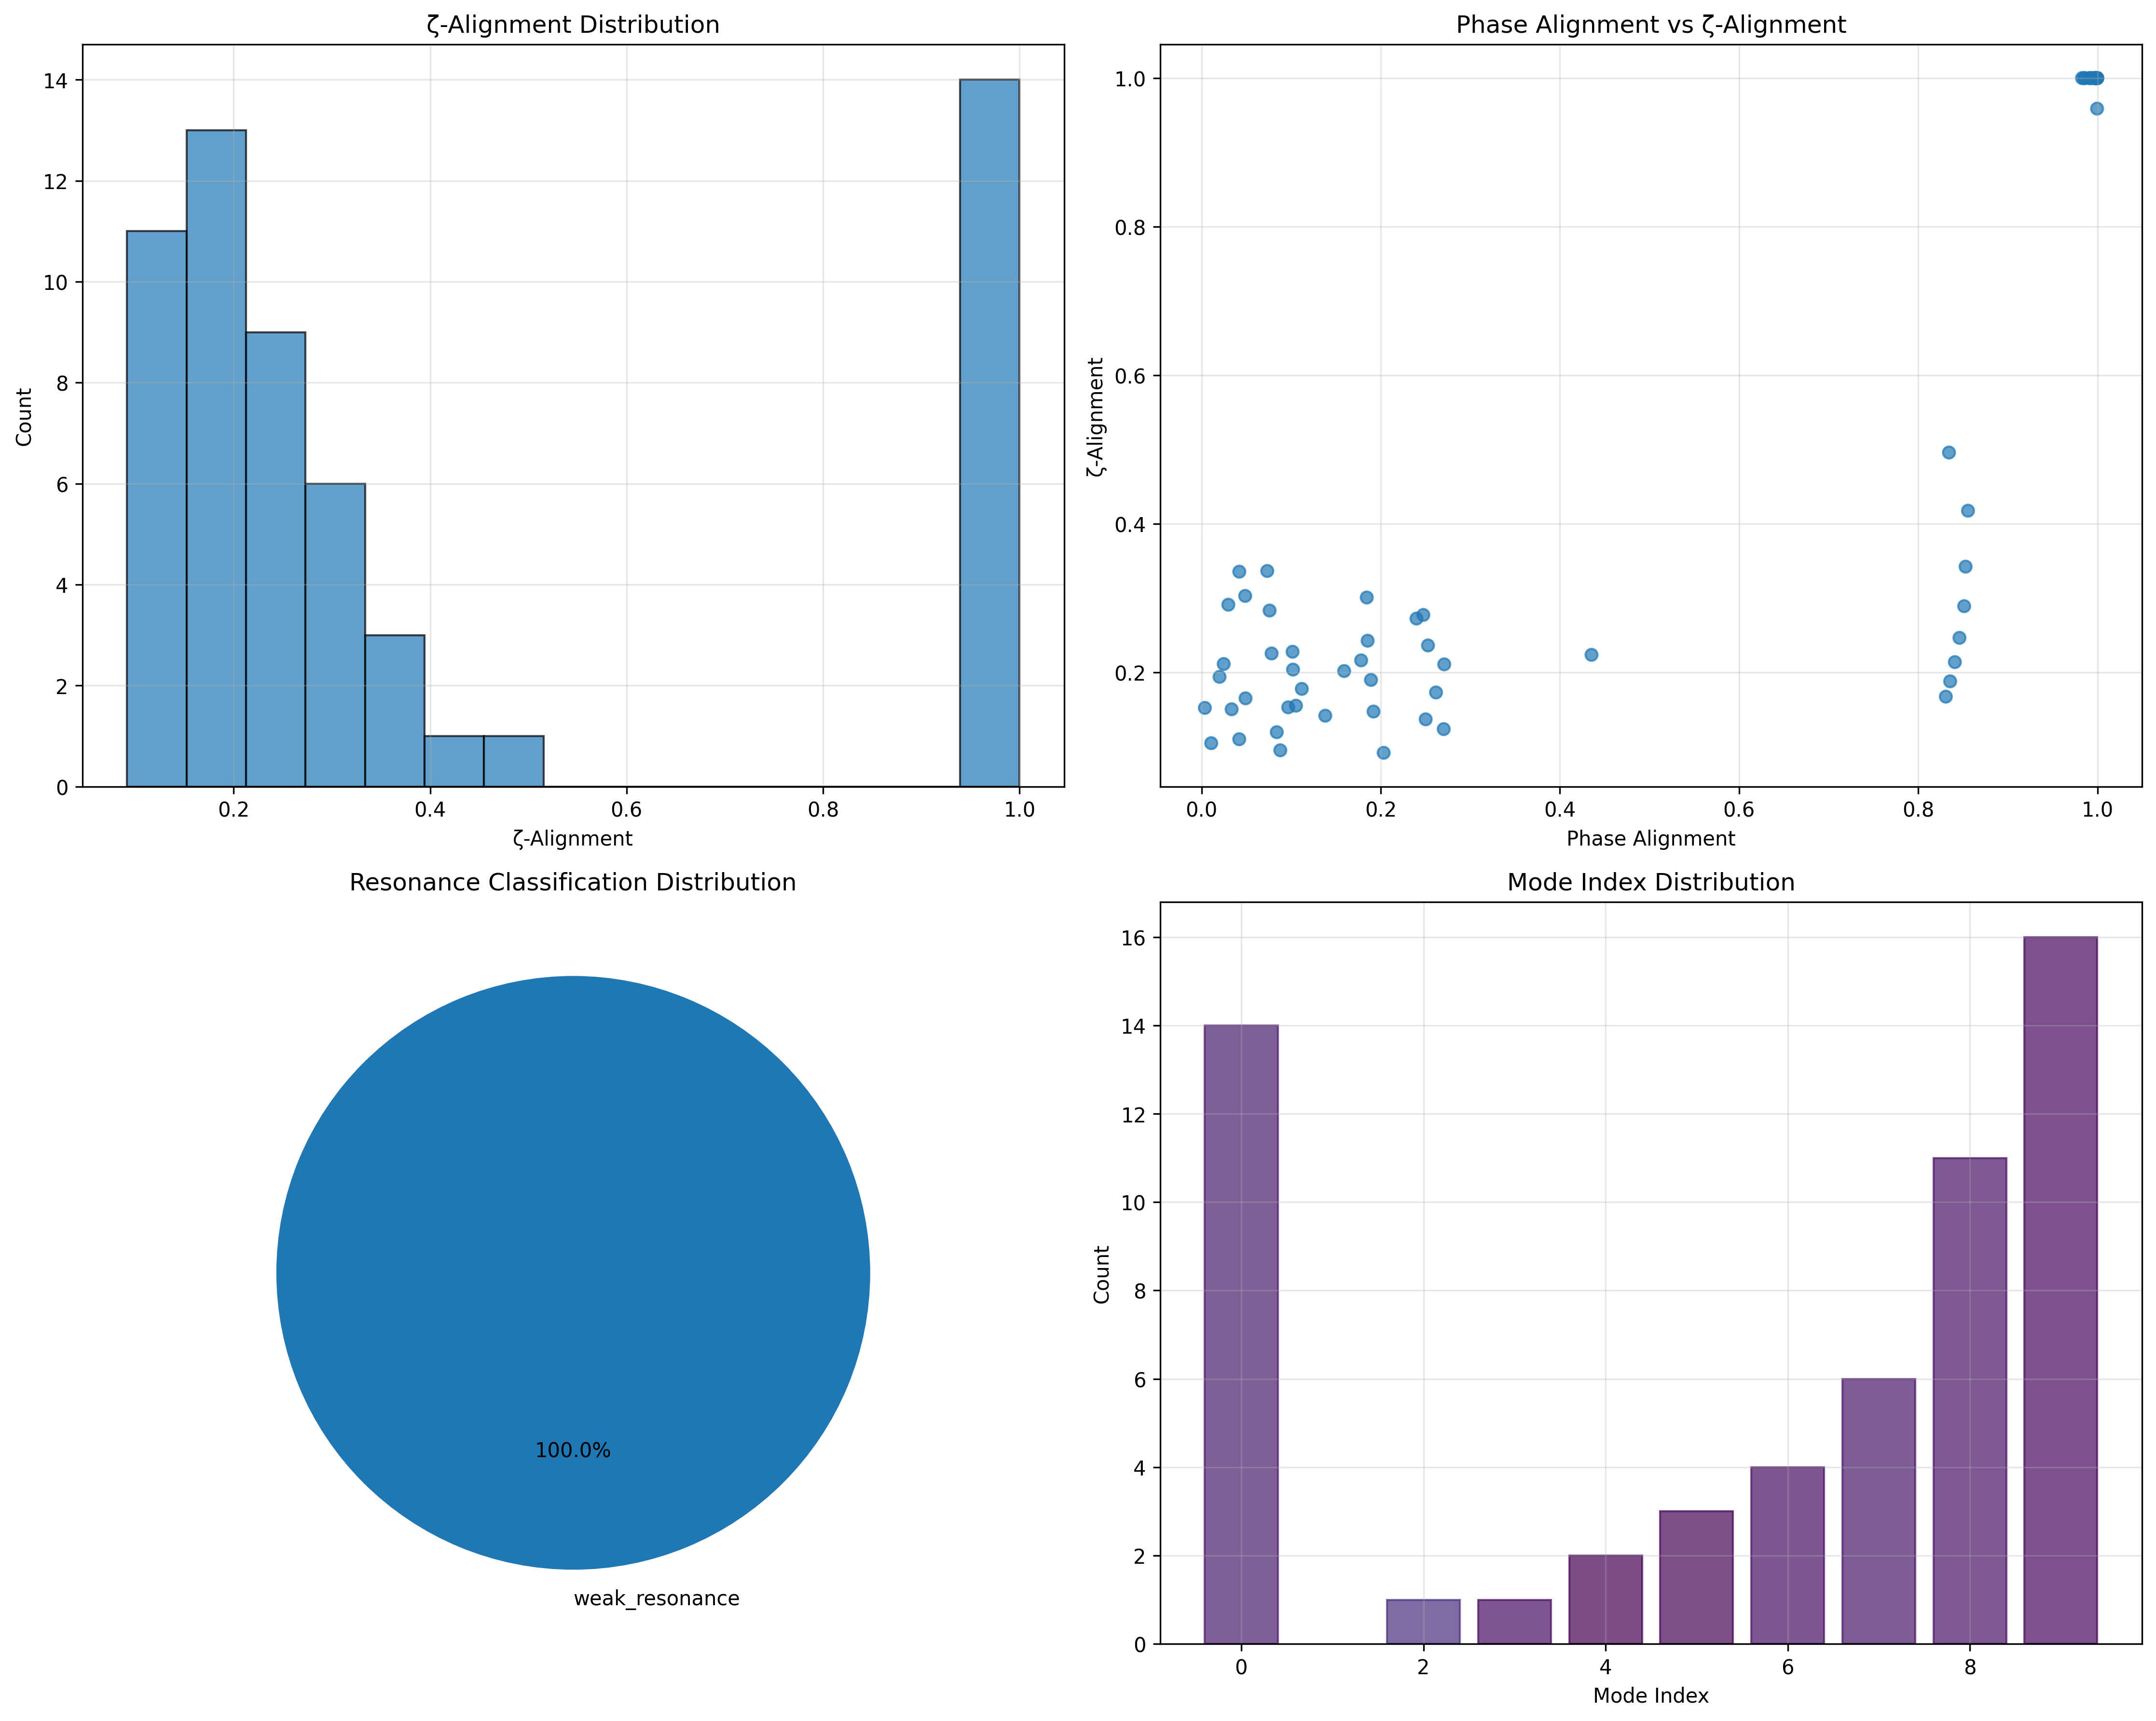 ζ-Alignment Distribution
Count
14
12
10
8
6
4
2
0
0.2 0.4 0.6 0.8 1.0
ζ-Alignment
Phase Alignment vs ζ-Alignment
ζ-Alignment
1.0
0.8
0.6
0.4
0.2
0.0 0.2 0.4 0.6 0.8 1.0
Phase Alignment
Resonance Classification Distribution
100.0%
weak_resonance
Mode Index Distribution
Count
16
14
12
10
8
6
4
2
0
0 2 4 6 8
Mode Index